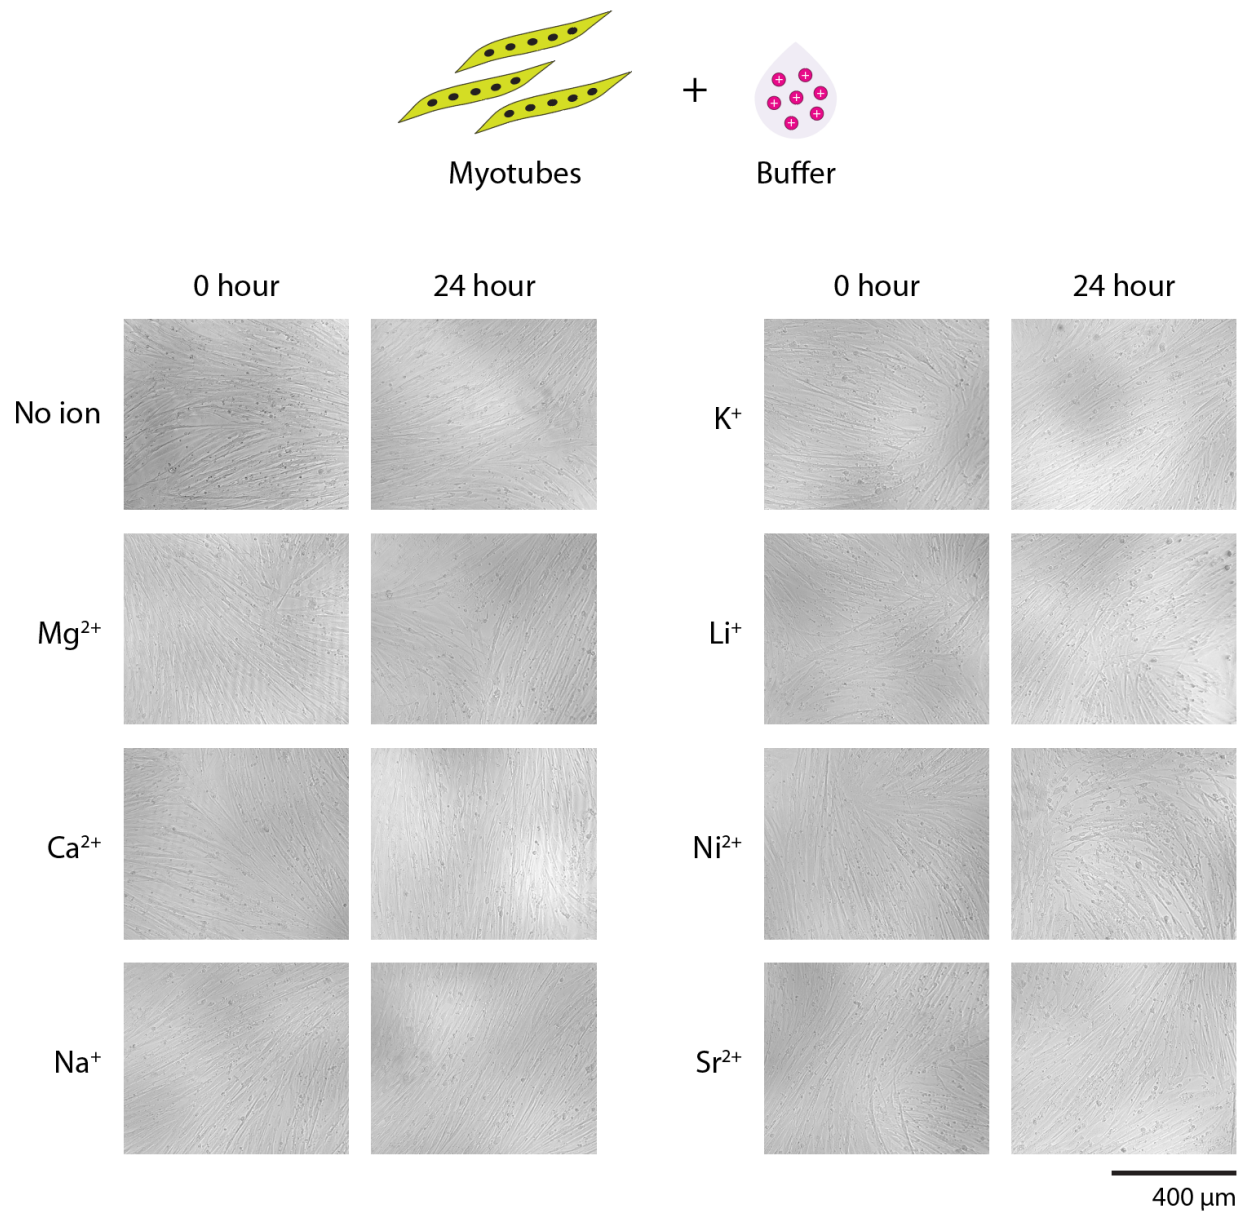 Myotubes + Buffer
0 hour 24 hour 0 hour 24 hour
No ion K⁺
Mg²⁺ Li⁺
Ca²⁺ Ni²⁺
Na⁺ Sr²⁺
400 µm